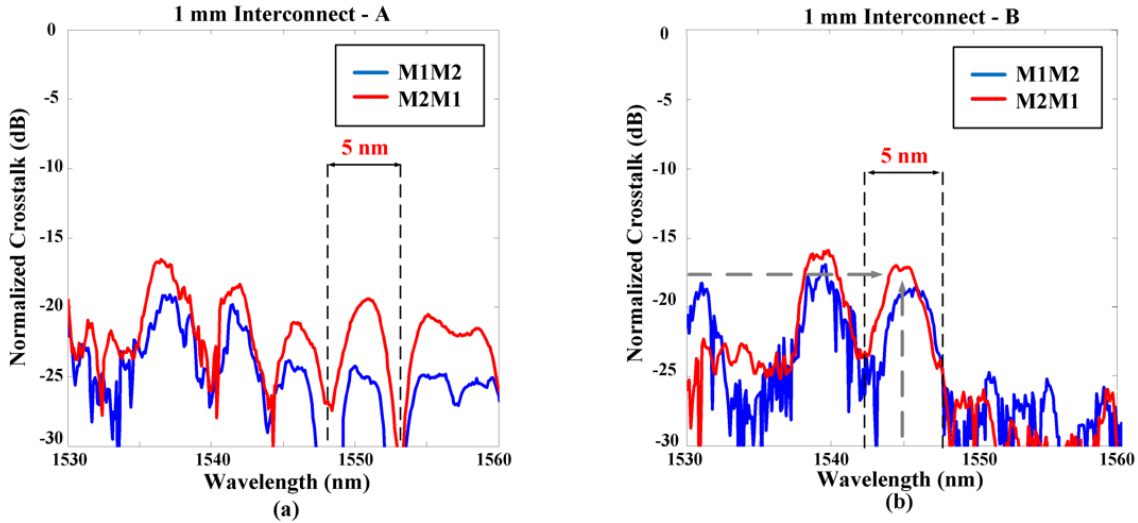 1 mm Interconnect - A
Normalized Crosstalk (dB)
0
-5
-10
-15
-20
-25
-30
M1M2
M2M1
5 nm
1530
1540
1550
1560
Wavelength (nm)
(a)
1 mm Interconnect - B
Normalized Crosstalk (dB)
0
-5
-10
-15
-20
-25
-30
M1M2
M2M1
5 nm
1530
1540
1550
1560
Wavelength (nm)
(b)